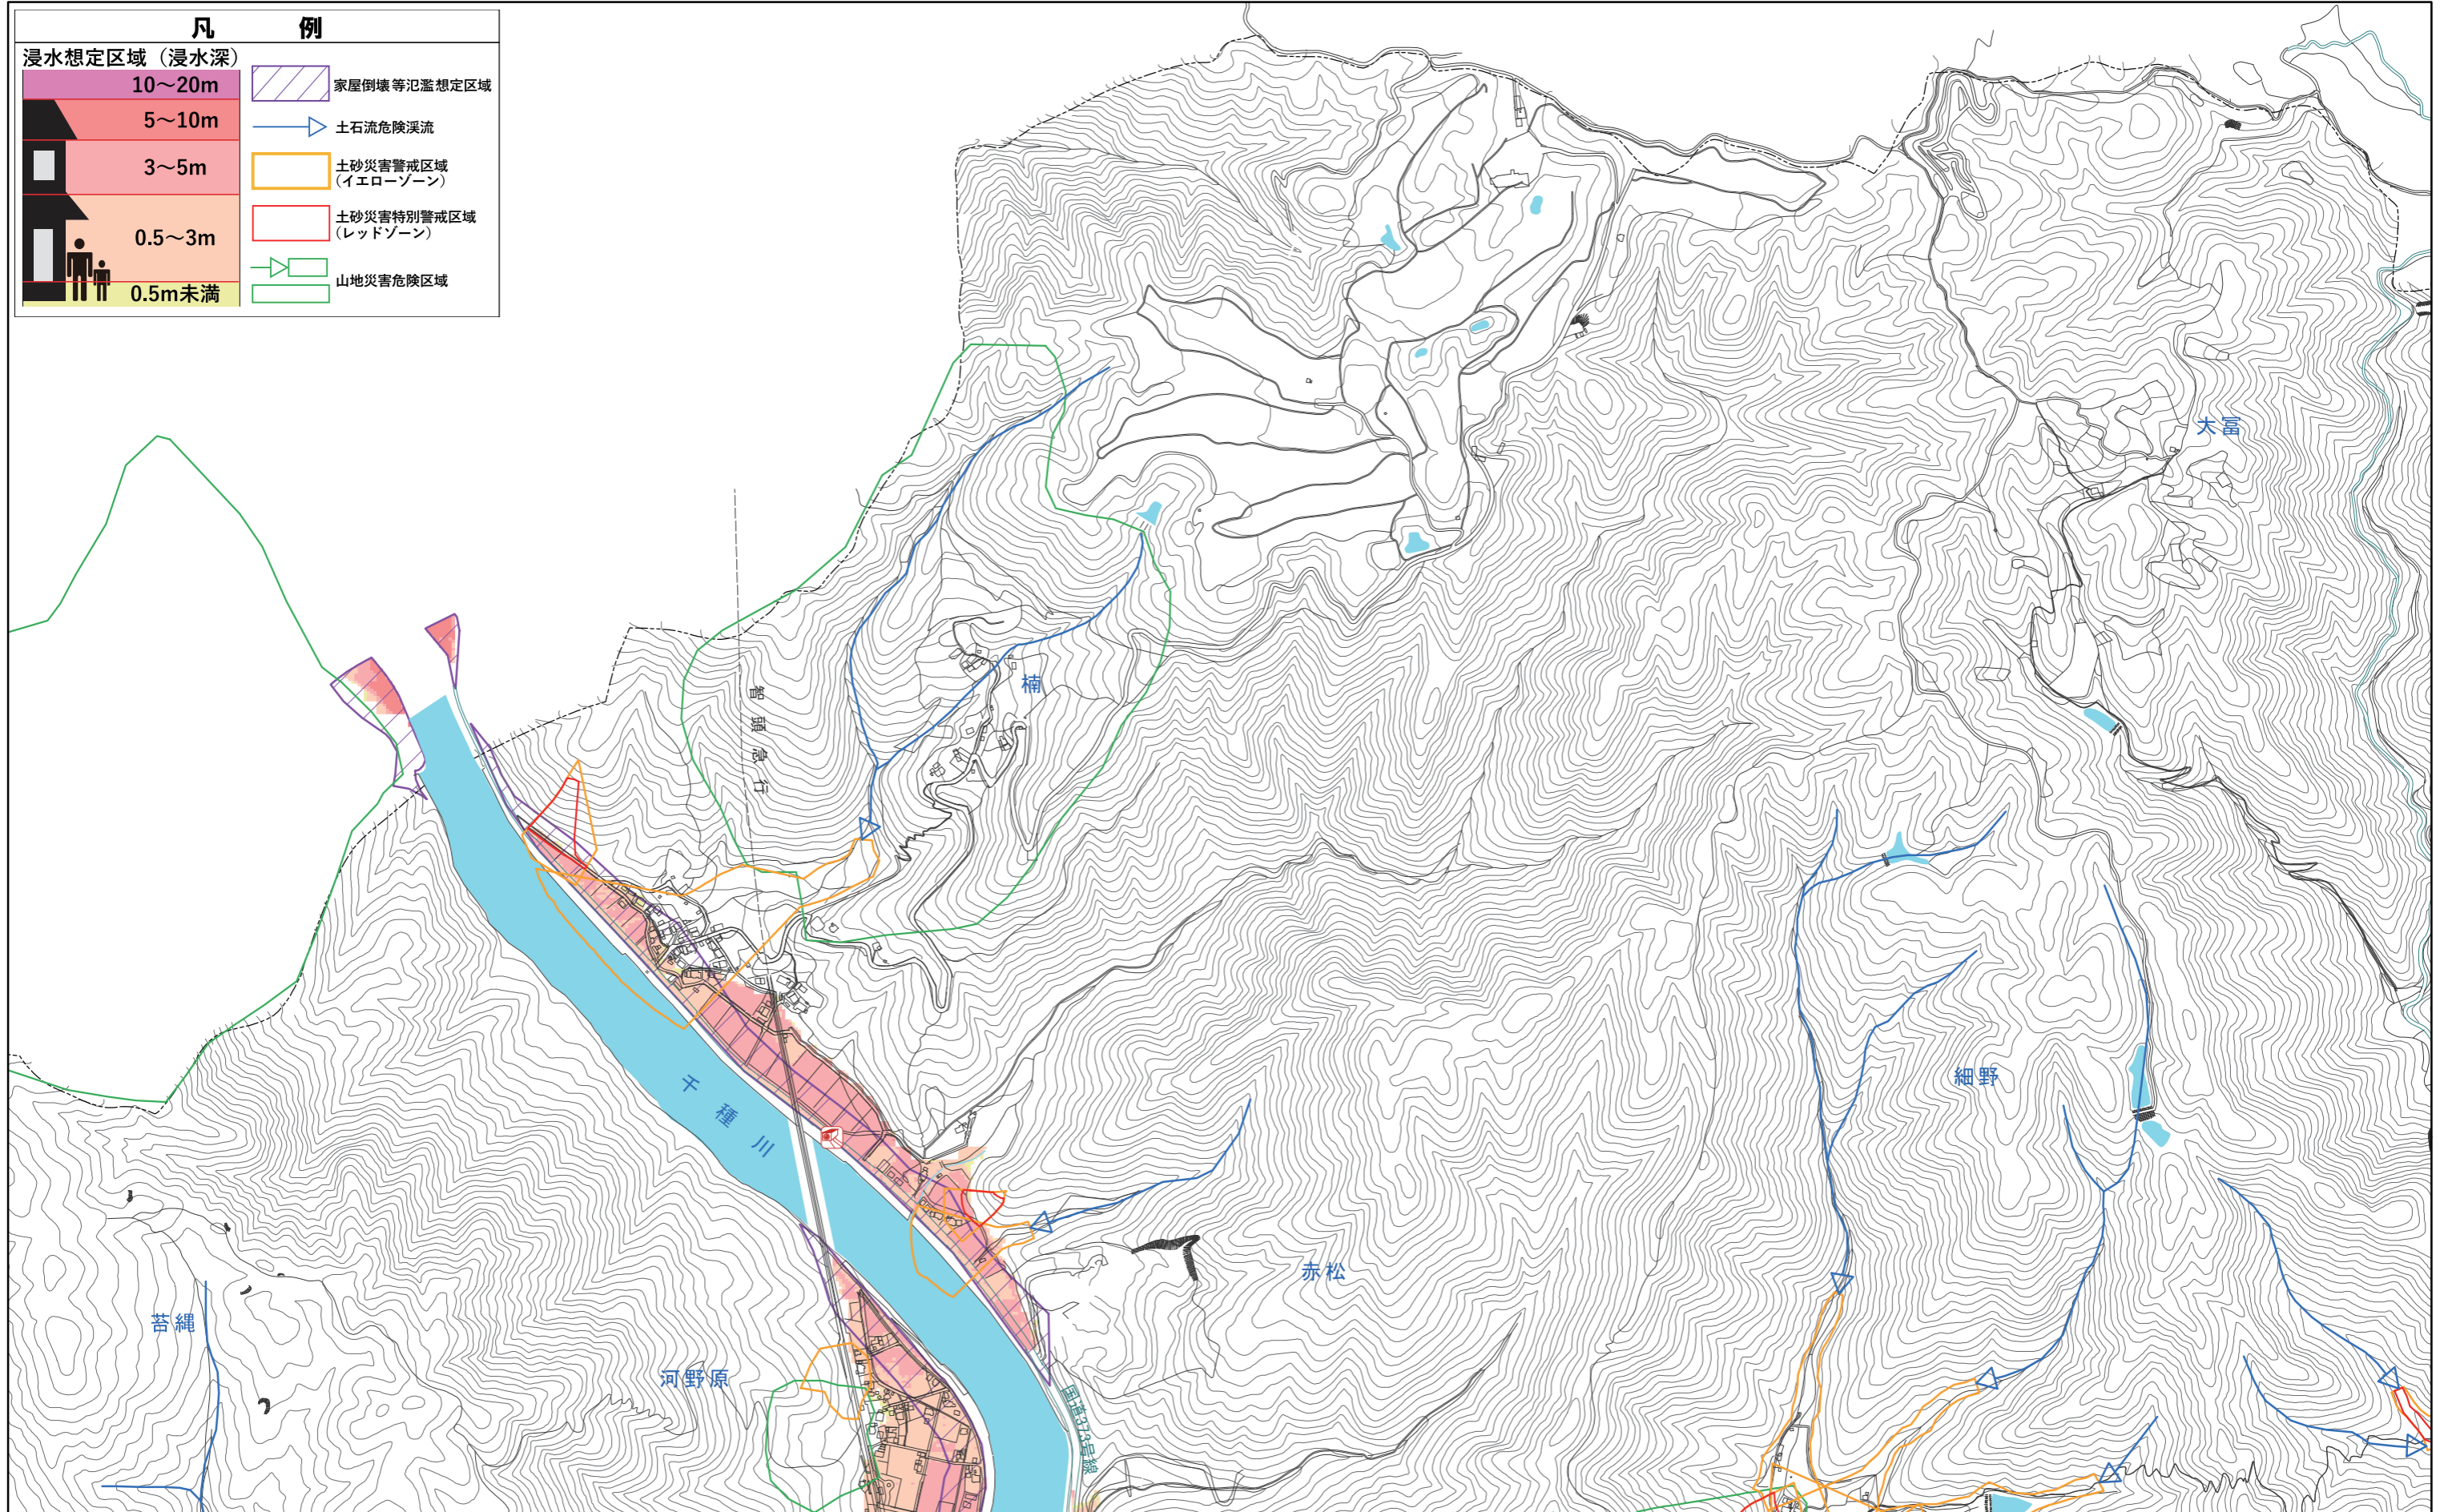 凡例
浸水想定区域（浸水深）
10〜20m
5〜10m
3〜5m
0.5〜3m
0.5m未満
家屋倒壊等氾濫想定区域
土石流危険渓流
土砂災害警戒区域
（イエローゾーン）
土砂災害特別警戒区域
（レッドゾーン）
山地災害危険区域
大冨
楠
智頭急行
千種川
細野
赤松
苔縄
河野原
国道373号線